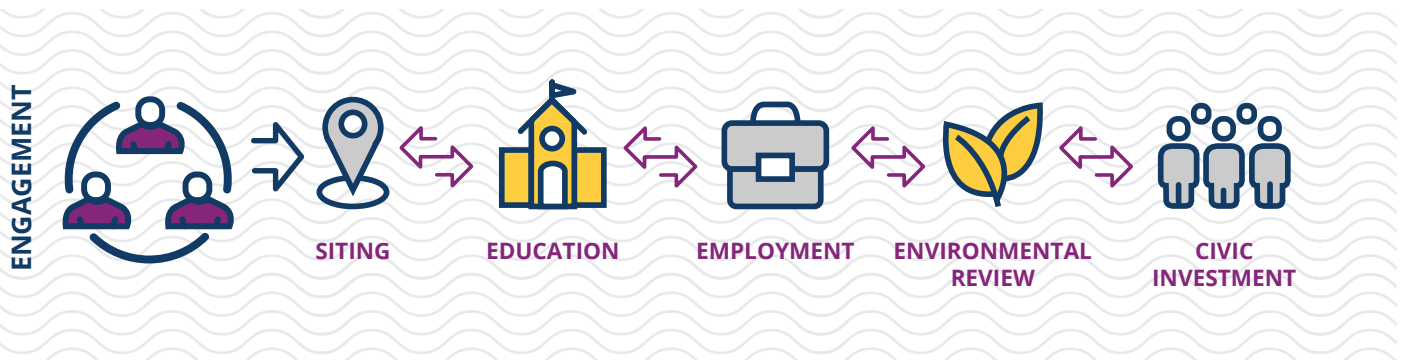 ENGAGEMENT
SITING
EDUCATION
EMPLOYMENT
ENVIRONMENTAL
REVIEW
CIVIC
INVESTMENT